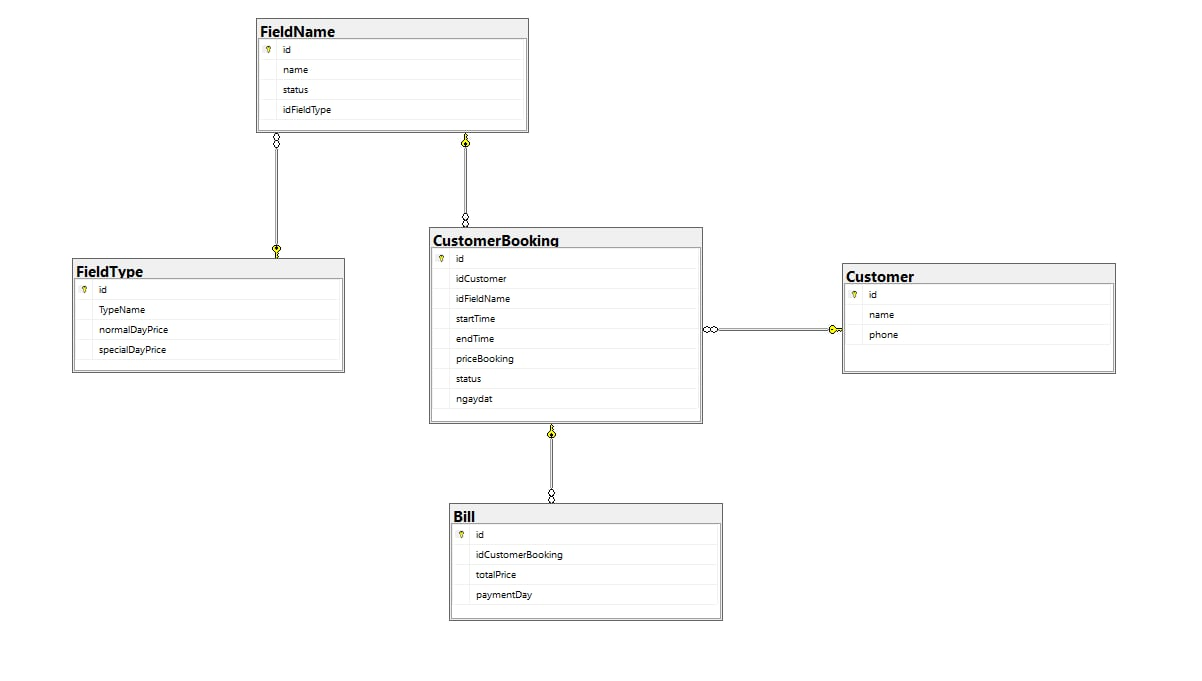 FieldName
id
name
status
idFieldType
FieldType
id
TypeName
normalDayPrice
specialDayPrice
CustomerBooking
id
idCustomer
idFieldName
startTime
endTime
priceBooking
status
ngaydat
Customer
id
name
phone
Bill
id
idCustomerBooking
totalPrice
paymentDay